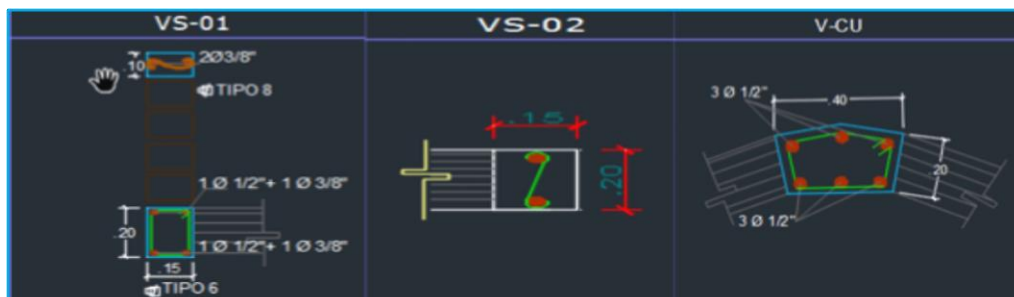 VS-01
VS-02
V-CU
.10
2Ø3/8"
TIPO 8
1 Ø 1/2"+ 1 Ø 3/8"
.20
1 Ø 1/2"+ 1 Ø 3/8"
.15
TIPO 6
.15
.20
3 Ø 1/2"
.40
.20
3 Ø 1/2"